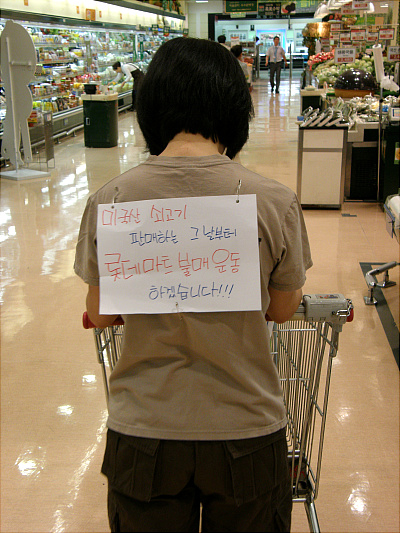 미국산 쇠고기
판매하는 그 날부터
롯데마트 불매 운동
하겠습니다!!!